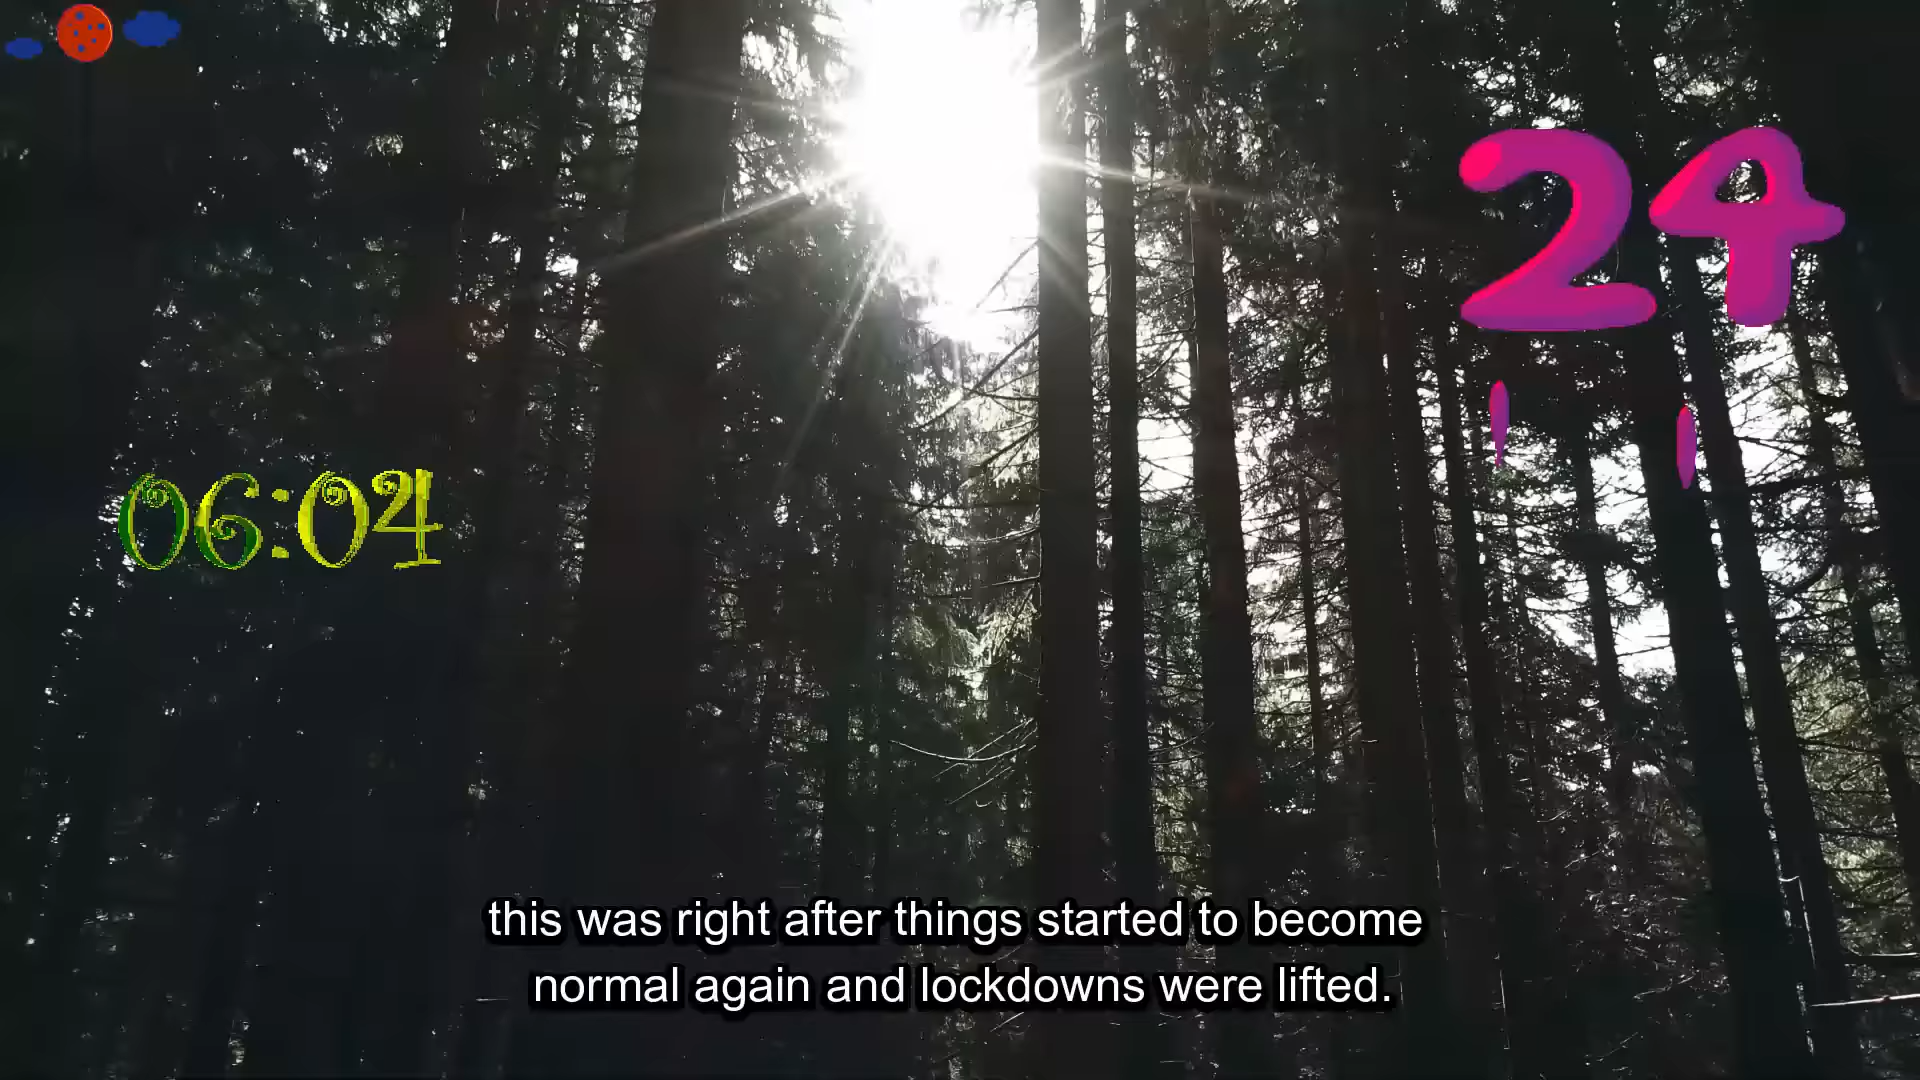 24
06:04
this was right after things started to become
normal again and lockdowns were lifted.